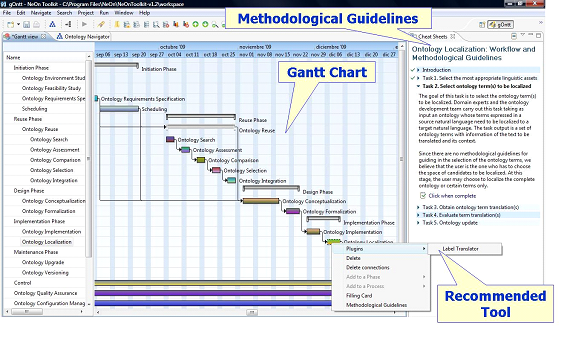 gOntt - NeOn Toolkit - C:\Program Files\NeOn\NeOnToolkit-v1.2\workspace
File Edit Navigate Search Project Run Window Help
Methodological Guidelines
gOntt
*Gantt view
Ontology Navigator
Cheat Sheets
octubre '09
noviembre '09
diciembre '09
sep 06 sep 13 sep 20 sep 27 oct 04 oct 11 oct 18 oct 25 nov 01 nov 08 nov 15 nov 22 nov 29 dic 06 dic 13 dic 20 dic 27
Name
Initiation Phase
Ontology Environment Stud
Ontology Feasibility Study
Ontology Requirements Spe
Scheduling
Reuse Phase
Ontology Reuse
Ontology Search
Ontology Assessment
Ontology Comparison
Ontology Selection
Ontology Integration
Design Phase
Ontology Conceptualization
Ontology Formalization
Implementation Phase
Ontology Implementation
Ontology Localization
Maintenance Phase
Ontology Upgrade
Ontology Versioning
Control
Ontology Quality Assurance
Ontology Configuration Manag
Initiation Phase
Gantt Chart
Ontology Requirements Specification
Scheduling
Reuse Phase
Ontology Reuse
Ontology Search
Ontology Assessment
Ontology Comparison
Ontology Selection
Ontology Integration
Design Phase
Ontology Conceptualization
Ontology Formalization
Implementation Phase
Ontology Implementation
Ontology Localization
Plugins
Label Translator
Delete
Delete connections
Add to a Phase
Add to a Process
Filling Card
Methodological Guidelines
Ontology Localization: Workflow and
Methodological Guidelines
Introduction
Task 1. Select the most appropriate linguistic assets
Task 2. Select ontology term(s) to be localized
The goal of this task is to select the ontology term(s)
to be localized. Domain experts and the ontology
development team carry out this task taking as
input an ontology whose terms expressed in a
source natural language need to be localized to a
target natural language. The task output is a set of
ontology terms with information of the text to be
translated and its context.
Since there are no methodological guidelines for
guiding in the selection of the ontology terms, we
believe that the user is the one who has to choose
the space of candidates to be localized. At this
stage, the user may choose to localize the complete
ontology or certain terms only.
Click when complete
Task 3. Obtain ontology term translation(s)
Task 4. Evaluate term translation(s)
Task 5. Ontology update
Recommended
Tool